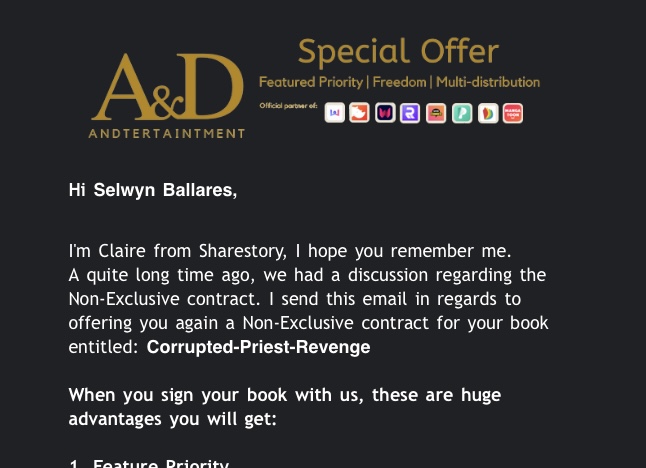 A&D
ANDTERTAINTMENT
Special Offer
Featured Priority | Freedom | Multi-distribution
Official partner of:
Hi Selwyn Ballares,
I'm Claire from Sharestory, I hope you remember me.
A quite long time ago, we had a discussion regarding the
Non-Exclusive contract. I send this email in regards to
offering you again a Non-Exclusive contract for your book
entitled: Corrupted-Priest-Revenge
When you sign your book with us, these are huge
advantages you will get:
1. Feature Priority